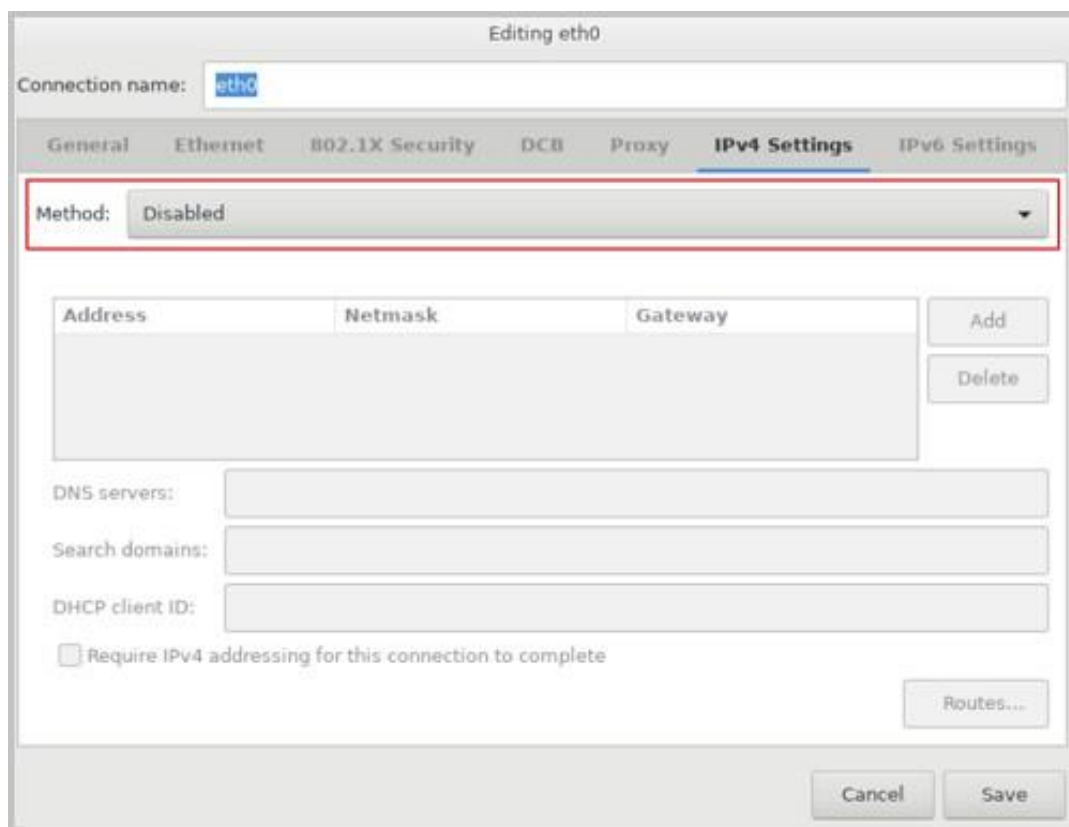 Editing eth0
Connection name: eth0
General Ethernet 802.1X Security DCB Proxy IPv4 Settings IPv6 Settings
Method: Disabled
Address Netmask Gateway
Add
Delete
DNS servers:
Search domains:
DHCP client ID:
Require IPv4 addressing for this connection to complete
Routes...
Cancel Save